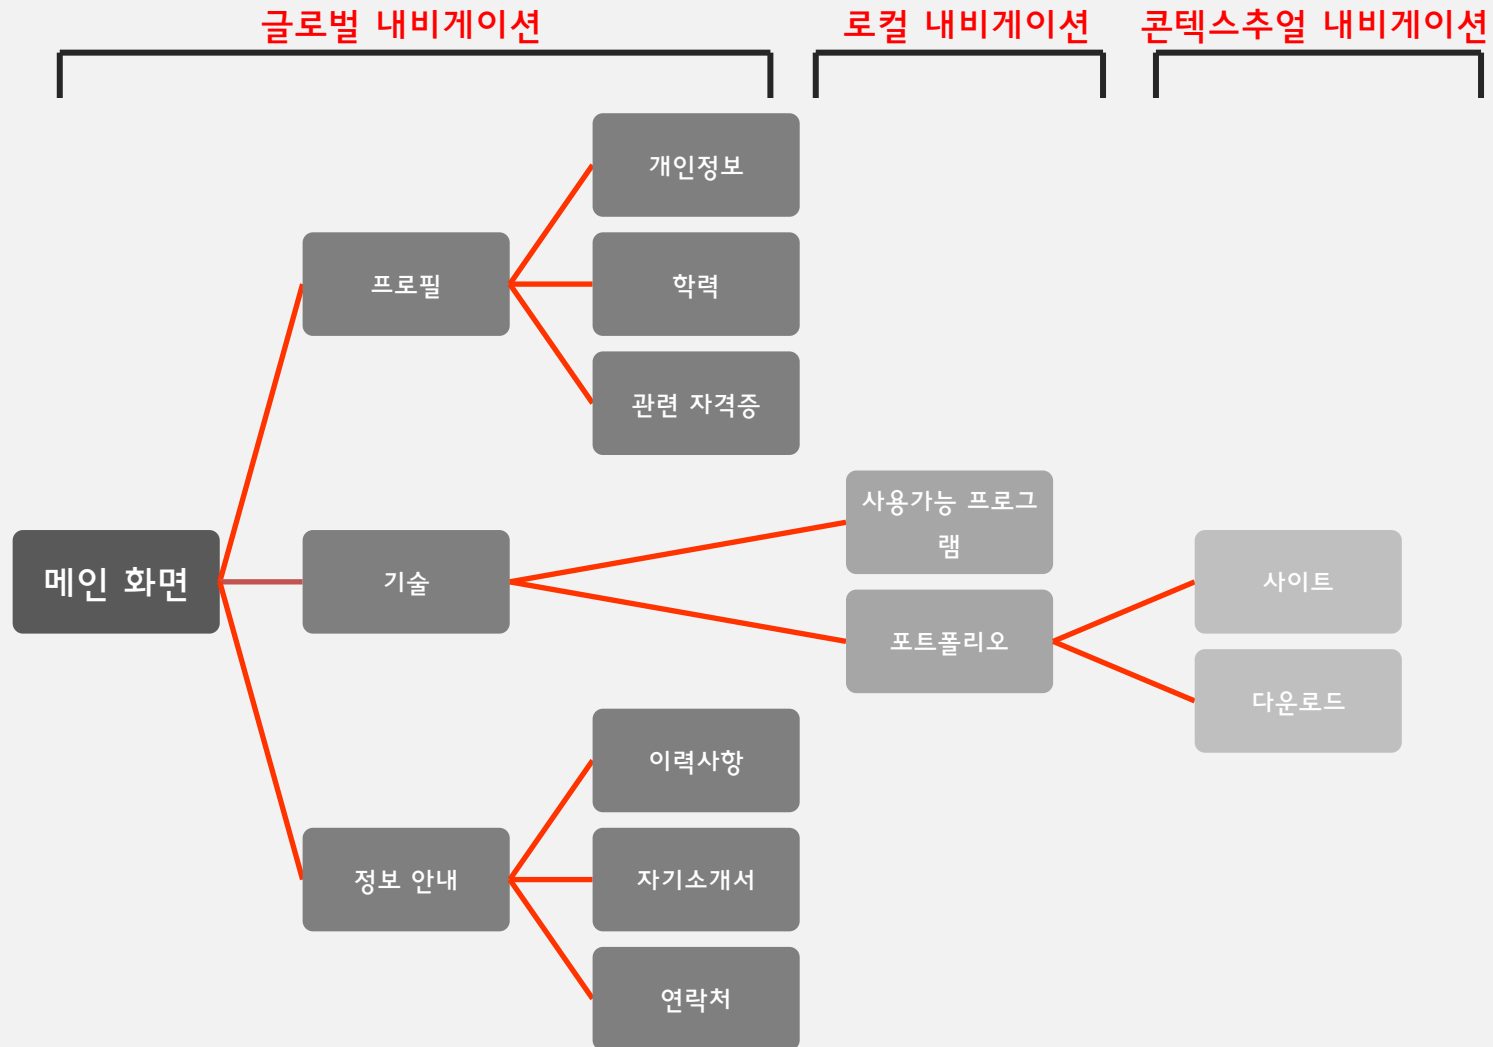 글로벌 내비게이션
로컬 내비게이션
콘텍스추얼 내비게이션
메인 화면
프로필
개인정보
학력
관련 자격증
기술
사용가능 프로그
램
포트폴리오
사이트
다운로드
정보 안내
이력사항
자기소개서
연락처